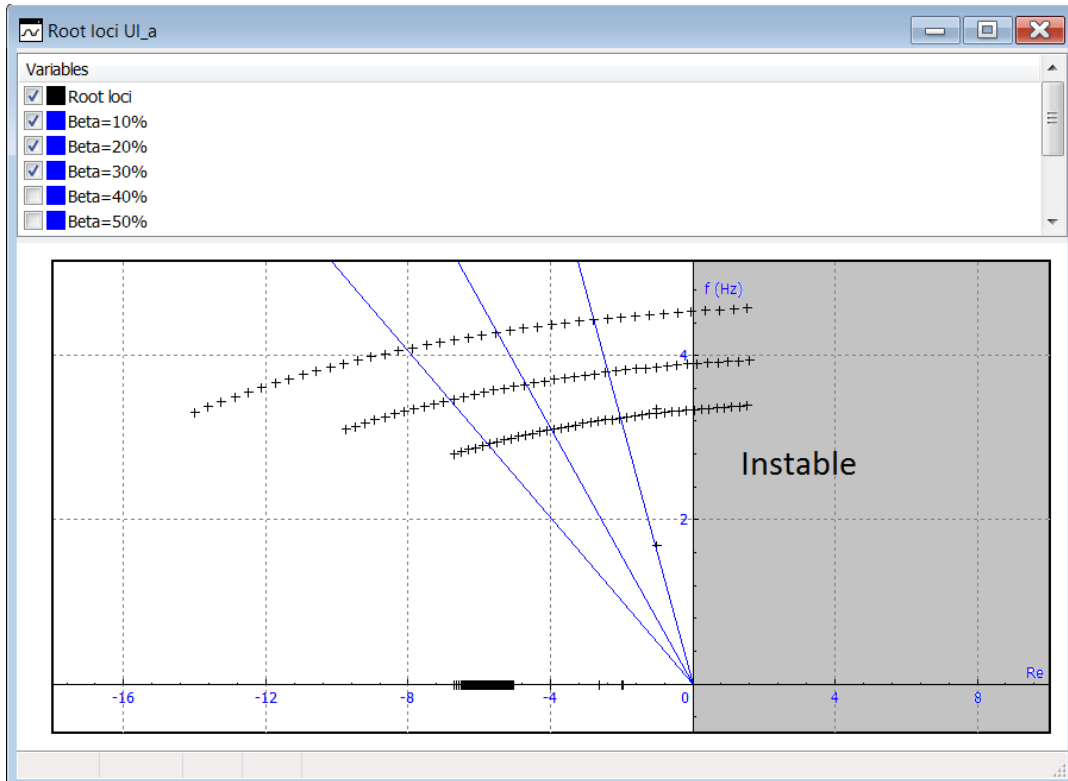 Root loci UI_a
Variables
Root loci
Beta=10%
Beta=20%
Beta=30%
Beta=40%
Beta=50%
f (Hz)
4
Instable
2
Re
-16 -12 -8 -4 0 4 8